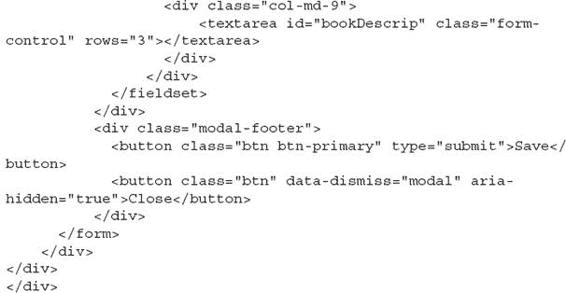 <div class="col-md-9">
<textarea id="bookDescrip" class="form-
control" rows="3"></textarea>
</div>
</div>
</fieldset>
</div>
<div class="modal-footer">
<button class="btn btn-primary" type="submit">Save</
button>
<button class="btn" data-dismiss="modal" aria-
hidden="true">Close</button>
</div>
</form>
</div>
</div>
</div>